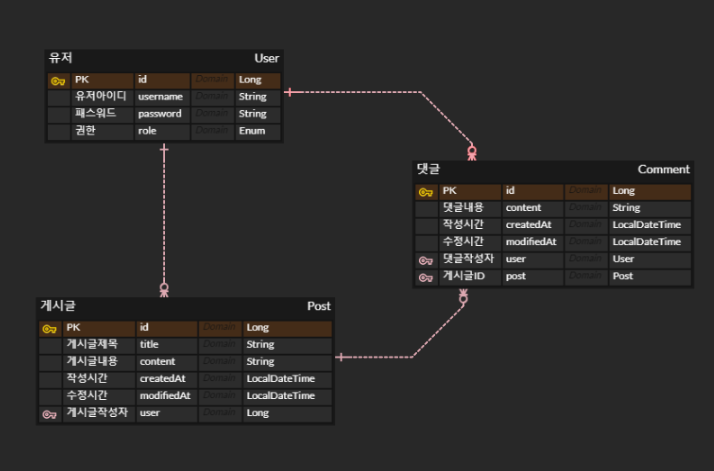 유저 User
PK id Domain Long
유저아이디 username Domain String
패스워드 password Domain String
권한 role Domain Enum
댓글 Comment
PK id Domain Long
댓글내용 content Domain String
작성시간 createdAt Domain LocalDateTime
수정시간 modifiedAt Domain LocalDateTime
댓글작성자 user Domain User
게시글ID post Domain Post
게시글 Post
PK id Domain Long
게시글제목 title Domain String
게시글내용 content Domain String
작성시간 createdAt Domain LocalDateTime
수정시간 modifiedAt Domain LocalDateTime
게시글작성자 user Domain Long